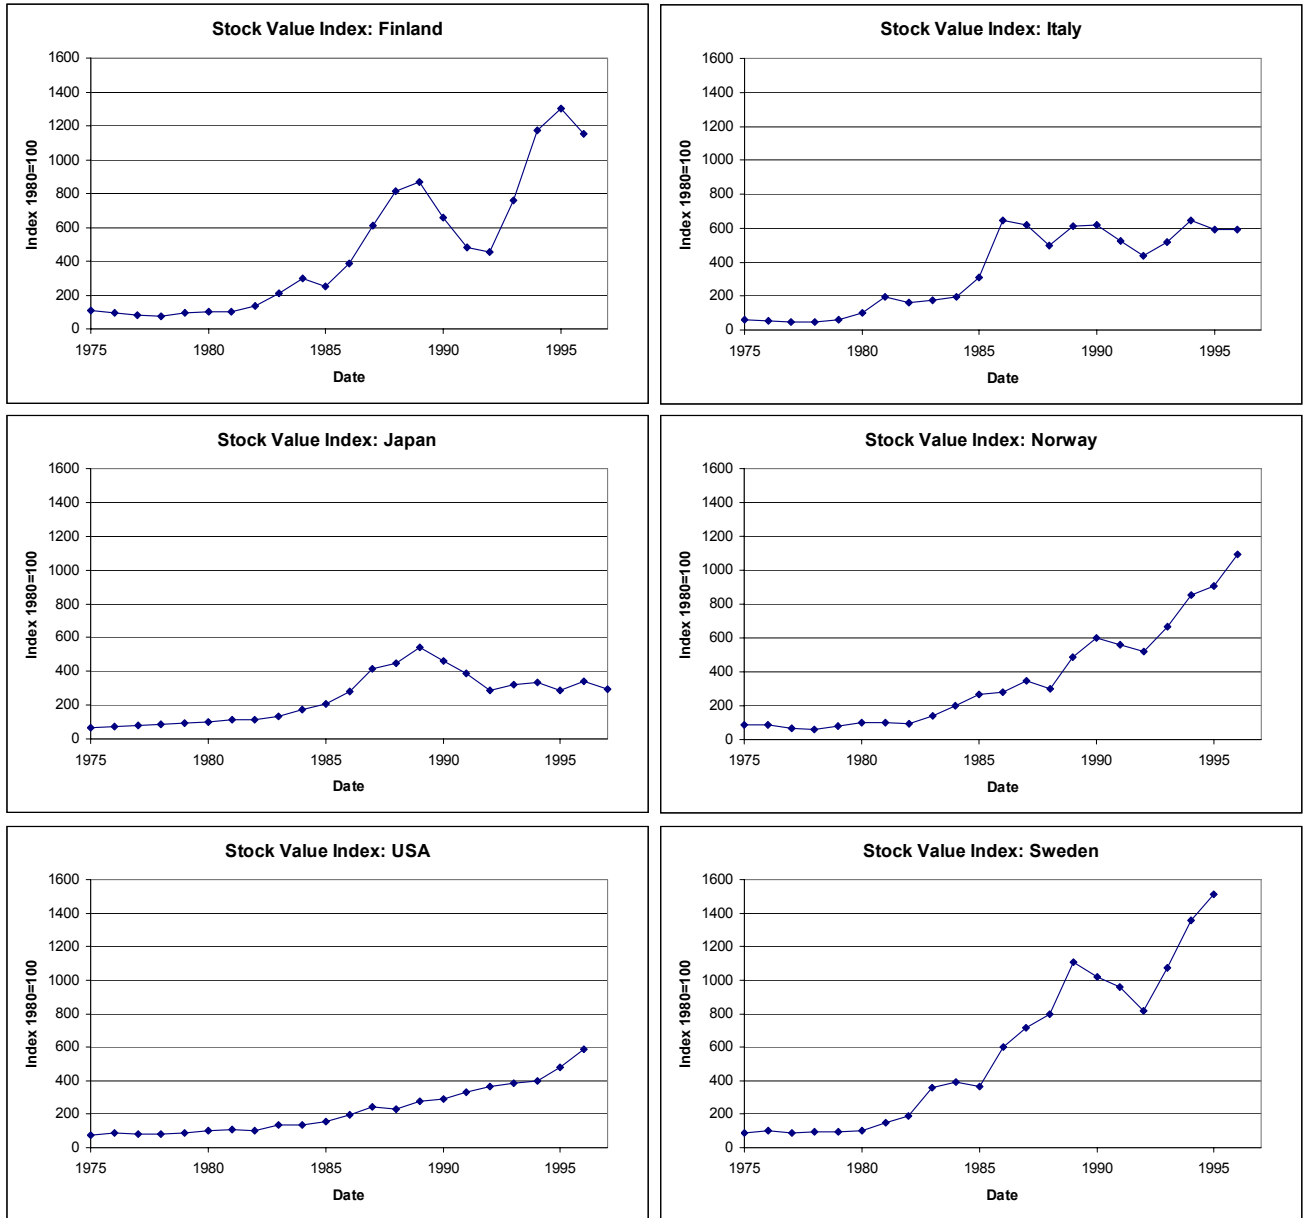 Stock Value Index: Finland
1600
1400
1200
1000
800
600
400
200
0
Index 1980=100
1975 1980 1985 1990 1995
Date
Stock Value Index: Italy
1600
1400
1200
1000
800
600
400
200
0
Index 1980=100
1975 1980 1985 1990 1995
Date
Stock Value Index: Japan
1600
1400
1200
1000
800
600
400
200
0
Index 1980=100
1975 1980 1985 1990 1995
Date
Stock Value Index: Norway
1600
1400
1200
1000
800
600
400
200
0
Index 1980=100
1975 1980 1985 1990 1995
Date
Stock Value Index: USA
1600
1400
1200
1000
800
600
400
200
0
Index 1980=100
1975 1980 1985 1990 1995
Date
Stock Value Index: Sweden
1600
1400
1200
1000
800
600
400
200
0
Index 1980=100
1975 1980 1985 1990 1995
Date